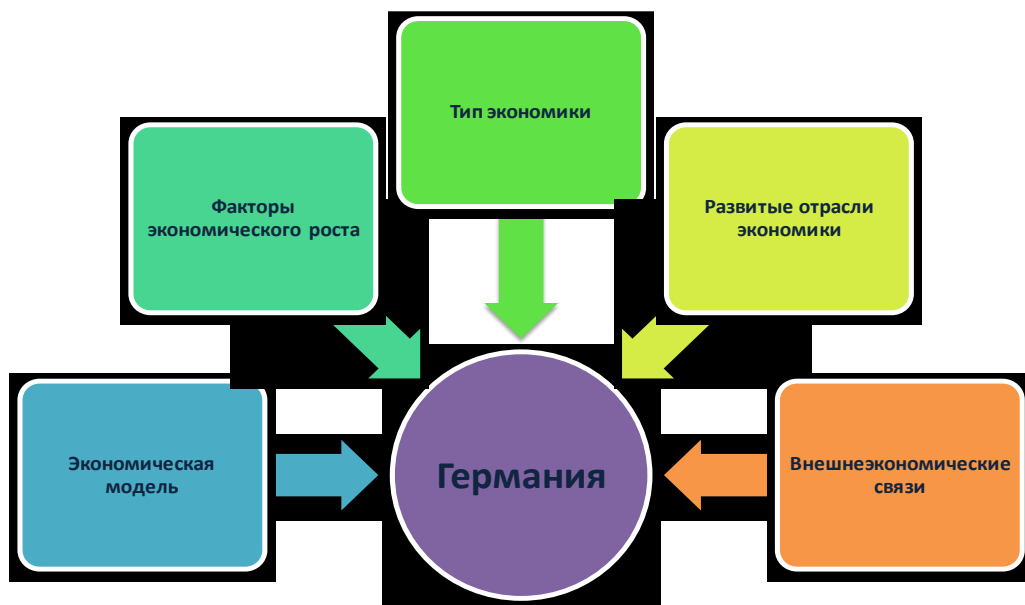 Тип экономики
Факторы
экономического роста
Развитые отрасли
экономики
Экономическая
модель
Германия
Внешнеэкономические
связи